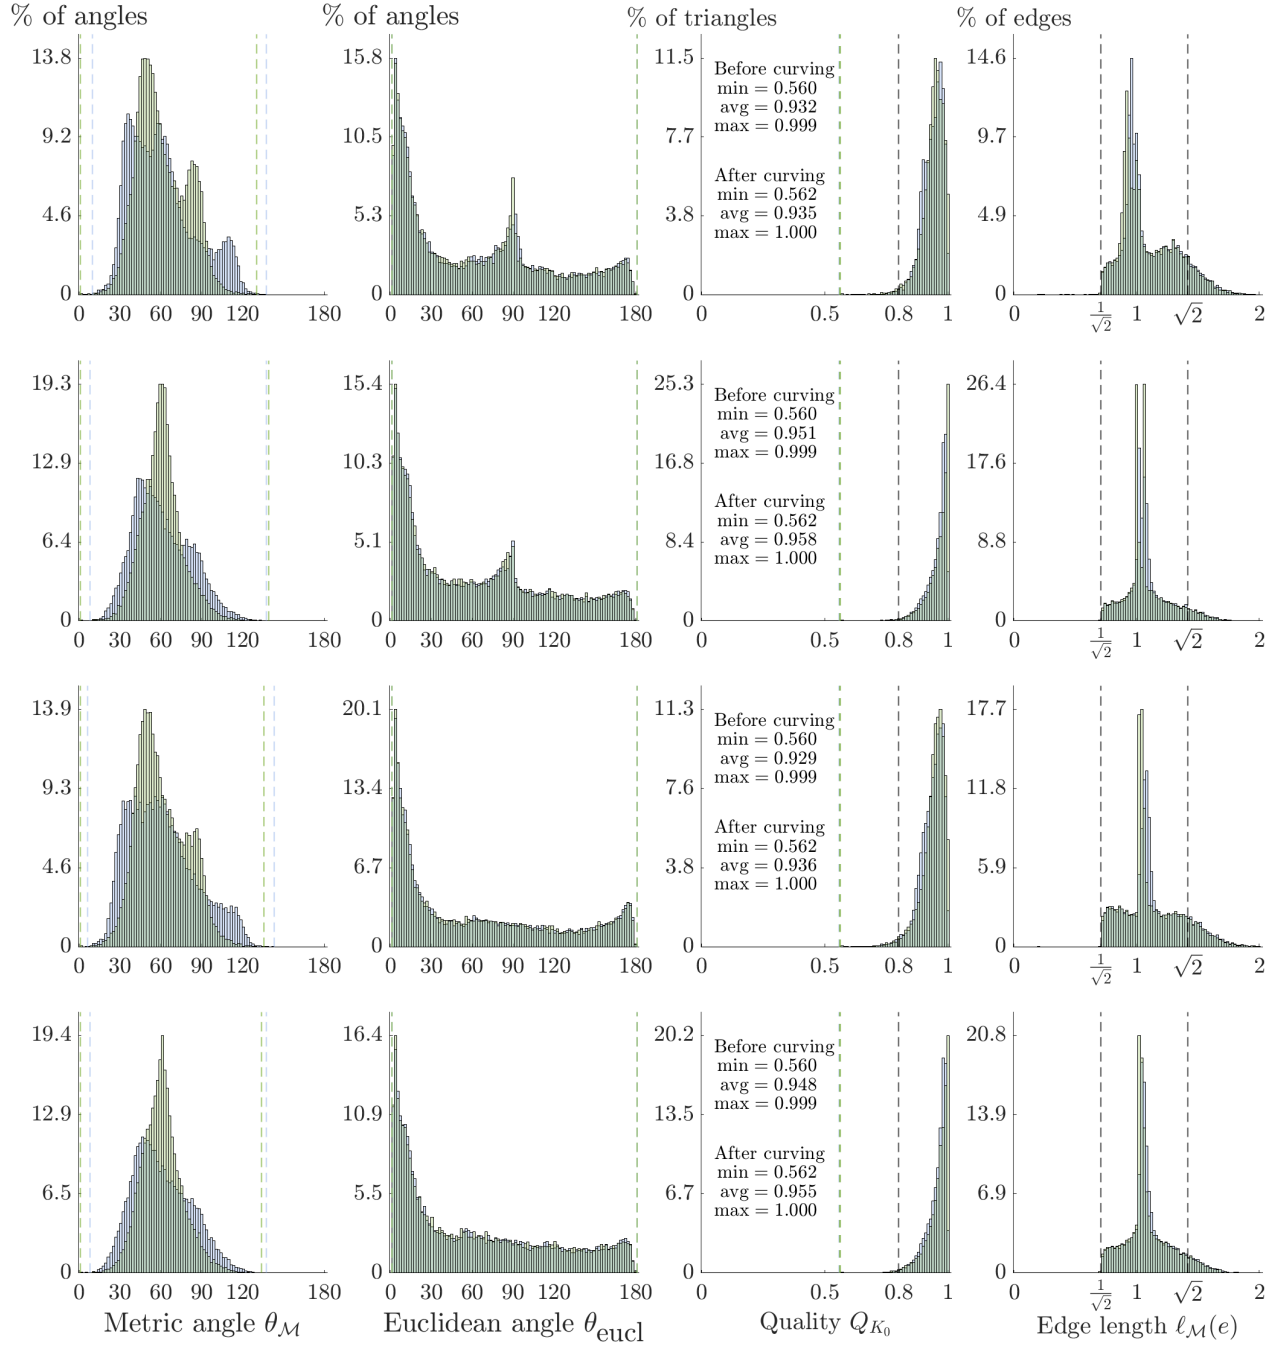 % of angles % of angles % of triangles % of edges
13.8 15.8 11.5 14.6
Before curving
min = 0.560
avg = 0.932
max = 0.999
9.2 10.5 7.7 9.7
After curving
min = 0.562
avg = 0.935
max = 1.000
4.6 5.3 3.8 4.9
0 0 0 0
0 30 60 90 120 180 0 30 60 90 120 180 0 0.5 0.8 1 0 1/√2 1 √2 2
19.3 15.4 25.3 26.4
Before curving
min = 0.560
avg = 0.951
max = 0.999
12.9 10.3 16.8 17.6
After curving
min = 0.562
avg = 0.958
max = 1.000
6.4 5.1 8.4 8.8
0 0 0 0
0 30 60 90 120 180 0 30 60 90 120 180 0 0.5 0.8 1 0 1/√2 1 √2 2
13.9 20.1 11.3 17.7
Before curving
min = 0.560
avg = 0.929
max = 0.999
9.3 13.4 7.6 11.8
After curving
min = 0.562
avg = 0.936
max = 1.000
4.6 6.7 3.8 5.9
0 0 0 0
0 30 60 90 120 180 0 30 60 90 120 180 0 0.5 0.8 1 0 1/√2 1 √2 2
19.4 16.4 20.2 20.8
Before curving
min = 0.560
avg = 0.948
max = 0.999
12.9 10.9 13.5 13.9
After curving
min = 0.562
avg = 0.955
max = 1.000
6.5 5.5 6.7 6.9
0 0 0 0
0 30 60 90 120 180 0 30 60 90 120 180 0 0.5 0.8 1 0 1/√2 1 √2 2
Metric angle θ_ℳ Euclidean angle θ_eucl Quality Q_{K_0} Edge length ℓ_ℳ(e)